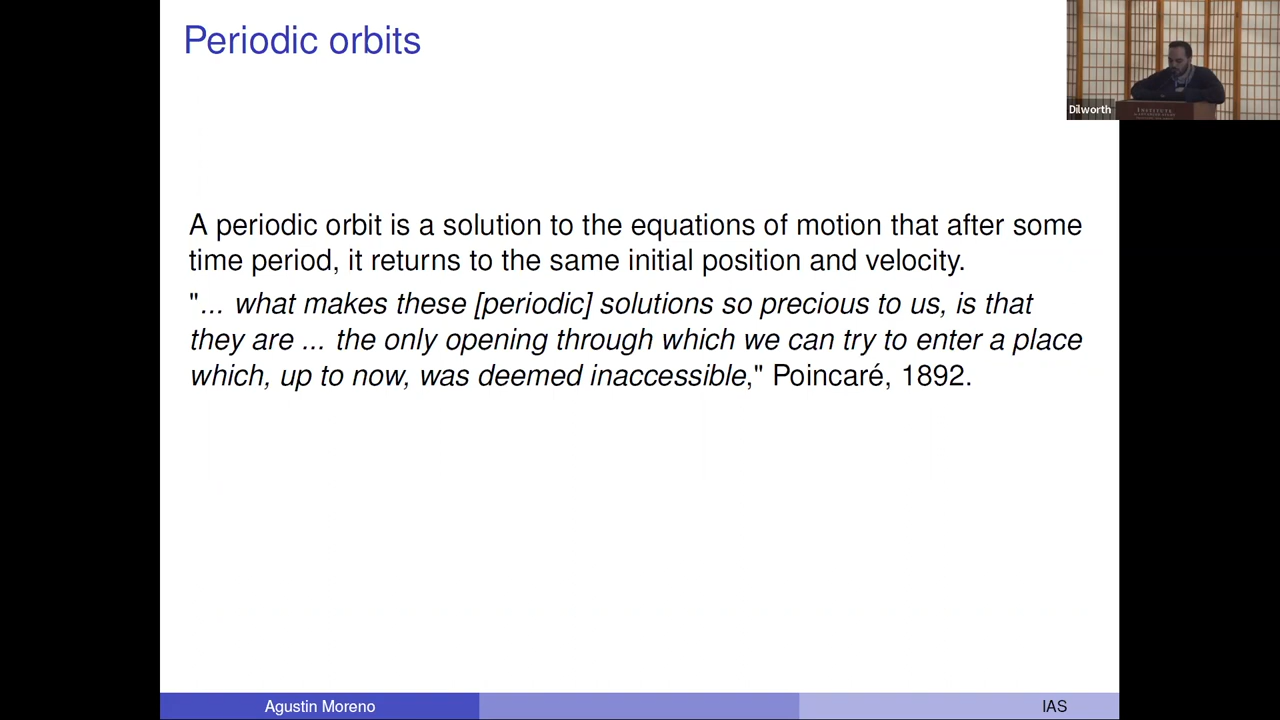 Periodic orbits
Dilworth
INSTITUTE
A periodic orbit is a solution to the equations of motion that after some
time period, it returns to the same initial position and velocity.
"... what makes these [periodic] solutions so precious to us, is that
they are ... the only opening through which we can try to enter a place
which, up to now, was deemed inaccessible," Poincaré, 1892.
Agustin Moreno
IAS